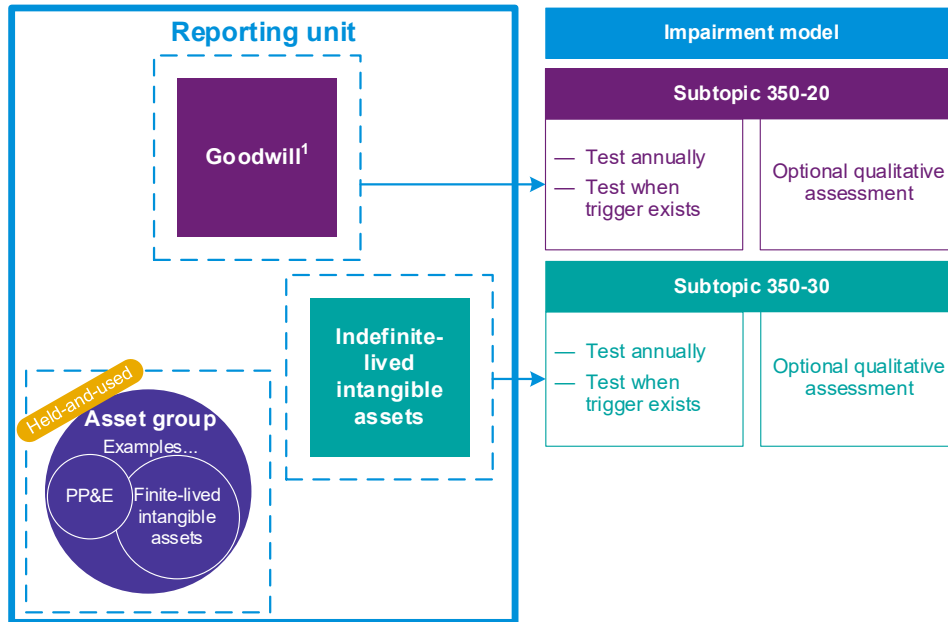 Reporting unit
Goodwill1
Indefinite-
lived
intangible
assets
Held-and-used
Asset group
Examples...
PP&E
Finite-lived
intangible
assets
Impairment model
Subtopic 350-20
— Test annually
— Test when
trigger exists
Optional qualitative
assessment
Subtopic 350-30
— Test annually
— Test when
trigger exists
Optional qualitative
assessment